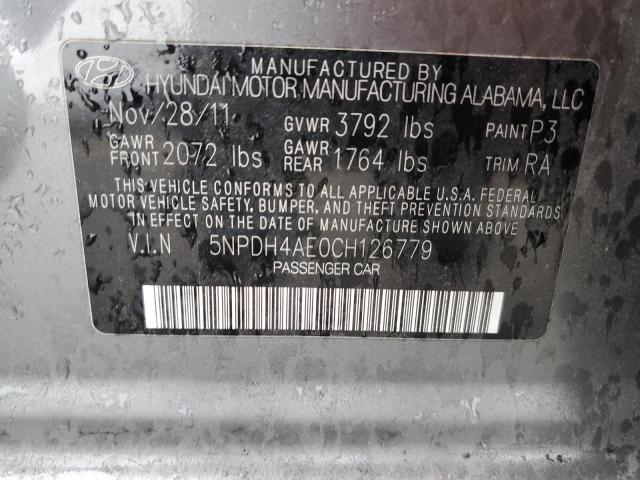 MANUFACTURED BY
HYUNDAI MOTOR MANUFACTURING ALABAMA, LLC
Nov/28/11 GVWR 3792 lbs PAINT P3
GAWR FRONT 2072 lbs GAWR REAR 1764 lbs TRIM RA
THIS VEHICLE CONFORMS TO ALL APPLICABLE U.S.A. FEDERAL
MOTOR VEHICLE SAFETY, BUMPER, AND THEFT PREVENTION STANDARDS
IN EFFECT ON THE DATE OF MANUFACTURE SHOWN ABOVE
V.I.N 5NPDH4AE0CH126779
PASSENGER CAR